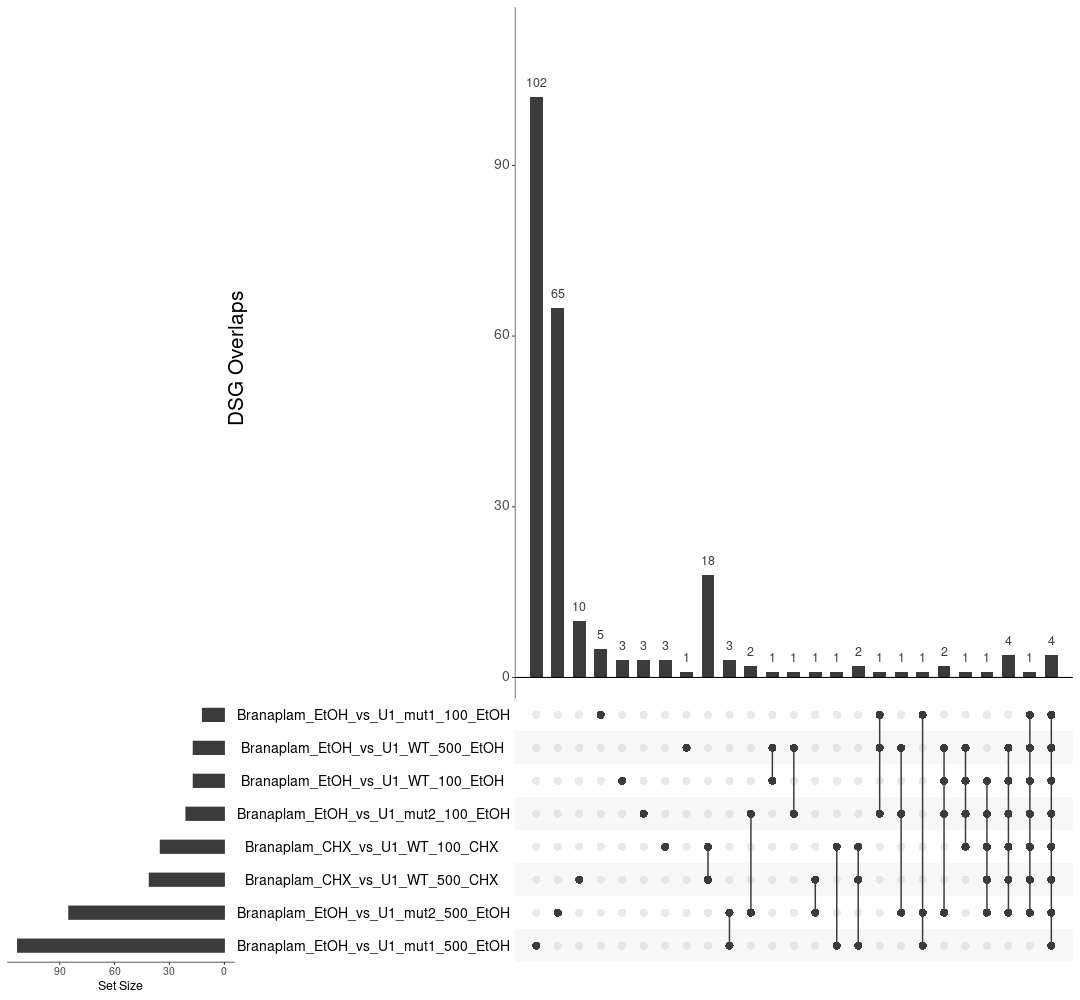 102
90
65
60
DSG Overlaps
30
18
10
5
3 3 3 1 3 2 1 1 1 1 2 1 1 1 2 1 1 4 1 4
0
Branaplam_EtOH_vs_U1_mut1_100_EtOH
Branaplam_EtOH_vs_U1_WT_500_EtOH
Branaplam_EtOH_vs_U1_WT_100_EtOH
Branaplam_EtOH_vs_U1_mut2_100_EtOH
Branaplam_CHX_vs_U1_WT_100_CHX
Branaplam_CHX_vs_U1_WT_500_CHX
Branaplam_EtOH_vs_U1_mut2_500_EtOH
Branaplam_EtOH_vs_U1_mut1_500_EtOH
90 60 30 0
Set Size